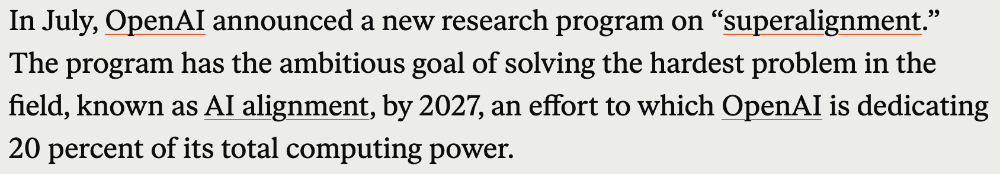 In July, OpenAI announced a new research program on “superalignment.”
The program has the ambitious goal of solving the hardest problem in the
field, known as AI alignment, by 2027, an effort to which OpenAI is dedicating
20 percent of its total computing power.